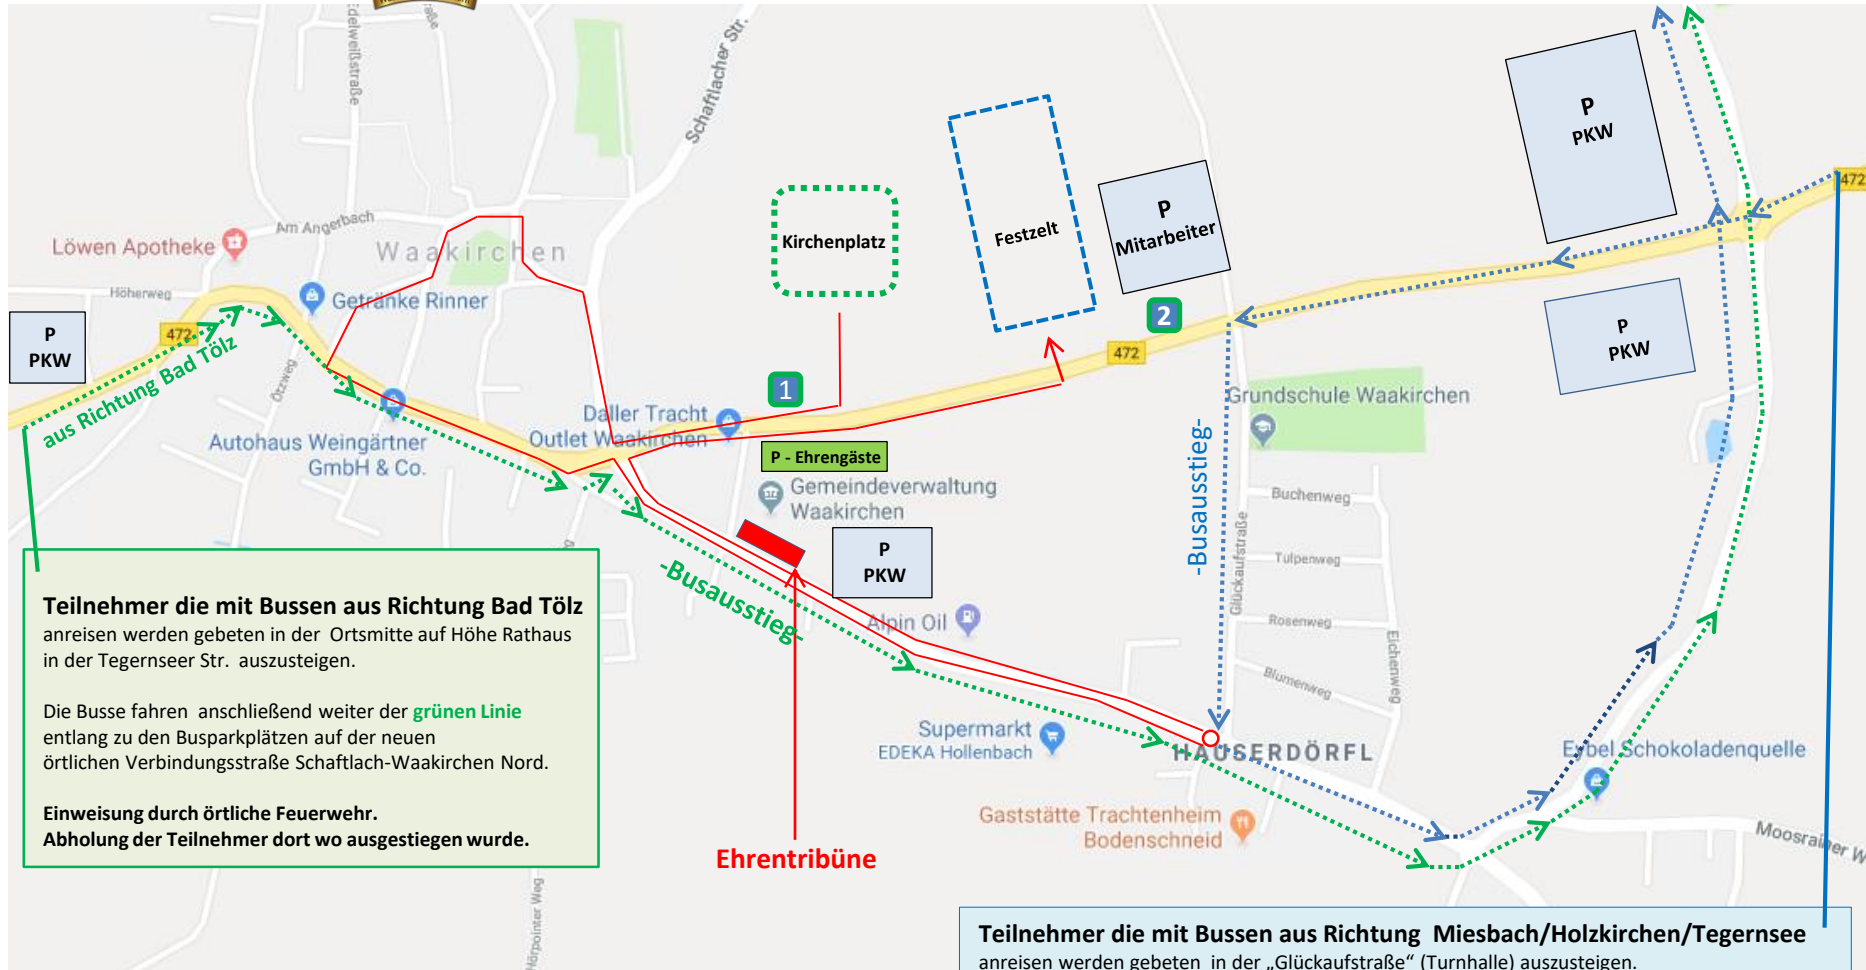 Edelweißstraße
Schaftlacher Str.
Am Angerbach
Löwen Apotheke
Waakirchen
Höherweg
Getränke Rinner
P
PKW
472
aus Richtung Bad Tölz
Ötzweg
Autohaus Weingärtner
GmbH & Co.
Kirchenplatz
Festzelt
P
Mitarbeiter
P
PKW
472
1
2
472
P
PKW
Daller Tracht
Outlet Waakirchen
P - Ehrengäste
Gemeindeverwaltung
Waakirchen
P
PKW
Grundschule Waakirchen
-Busausstieg-
Glückaufstraße
Buchenweg
Tulpenweg
Rosenweg
Blumenweg
Eichenweg
-Busausstieg-
Alpin Oil
Supermarkt
EDEKA Hollenbach
HAUSERDÖRFL
Eybel Schokoladenquelle
Gaststätte Trachtenheim
Bodenschneid
Moosrainer W
Ehrentribüne
Hörpointer Weg
Teilnehmer die mit Bussen aus Richtung Bad Tölz
anreisen werden gebeten in der Ortsmitte auf Höhe Rathaus
in der Tegernseer Str. auszusteigen.
Die Busse fahren anschließend weiter der grünen Linie
entlang zu den Busparkplätzen auf der neuen
örtlichen Verbindungsstraße Schaftlach-Waakirchen Nord.
Einweisung durch örtliche Feuerwehr.
Abholung der Teilnehmer dort wo ausgestiegen wurde.
Teilnehmer die mit Bussen aus Richtung Miesbach/Holzkirchen/Tegernsee
anreisen werden gebeten in der „Glückaufstraße“ (Turnhalle) auszusteigen.